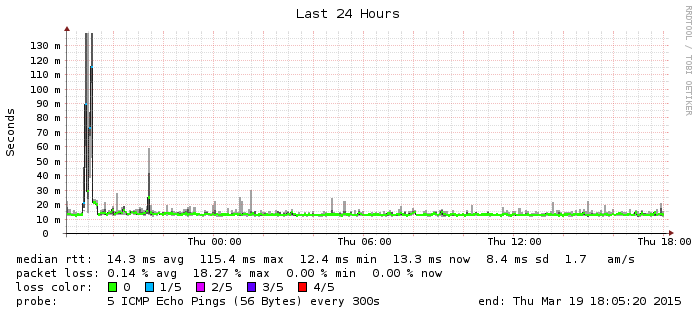 Last 24 Hours
RRDTOOL / TOBI OETIKER
Seconds
130 m
120 m
110 m
100 m
90 m
80 m
70 m
60 m
50 m
40 m
30 m
20 m
10 m
0
Thu 00:00 Thu 06:00 Thu 12:00 Thu 18:00
median rtt: 14.3 ms avg 115.4 ms max 12.4 ms min 13.3 ms now 8.4 ms sd 1.7 am/s
packet loss: 0.14 % avg 18.27 % max 0.00 % min 0.00 % now
loss color: 0 1/5 2/5 3/5 4/5
probe: 5 ICMP Echo Pings (56 Bytes) every 300s end: Thu Mar 19 18:05:20 2015